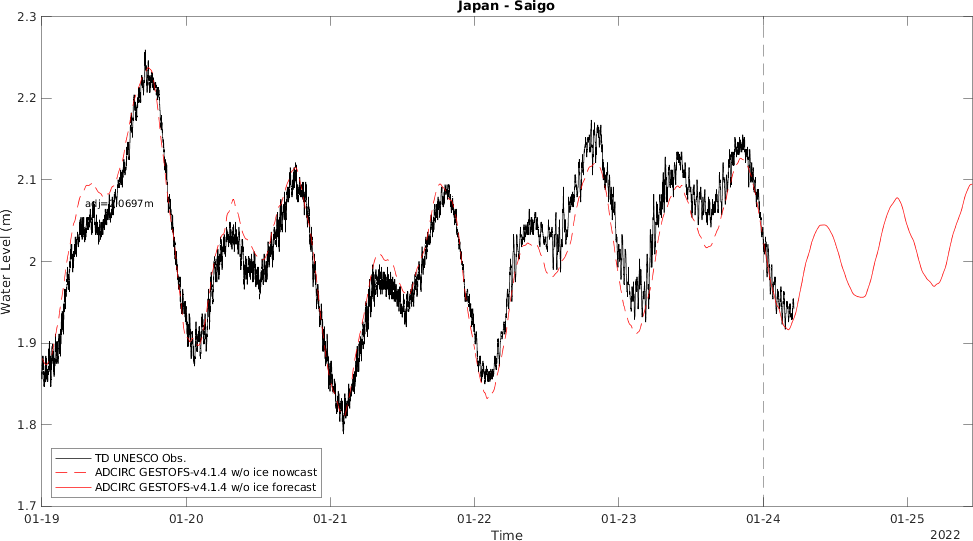 Japan - Saigo
2.3
2.2
2.1
2
1.9
1.8
1.7
Water Level (m)
TD UNESCO Obs.
ADCIRC GESTOFS-v4.1.4 w/o ice nowcast
ADCIRC GESTOFS-v4.1.4 w/o ice forecast
01-19
01-20
01-21
01-22
01-23
01-24
01-25
Time
2022